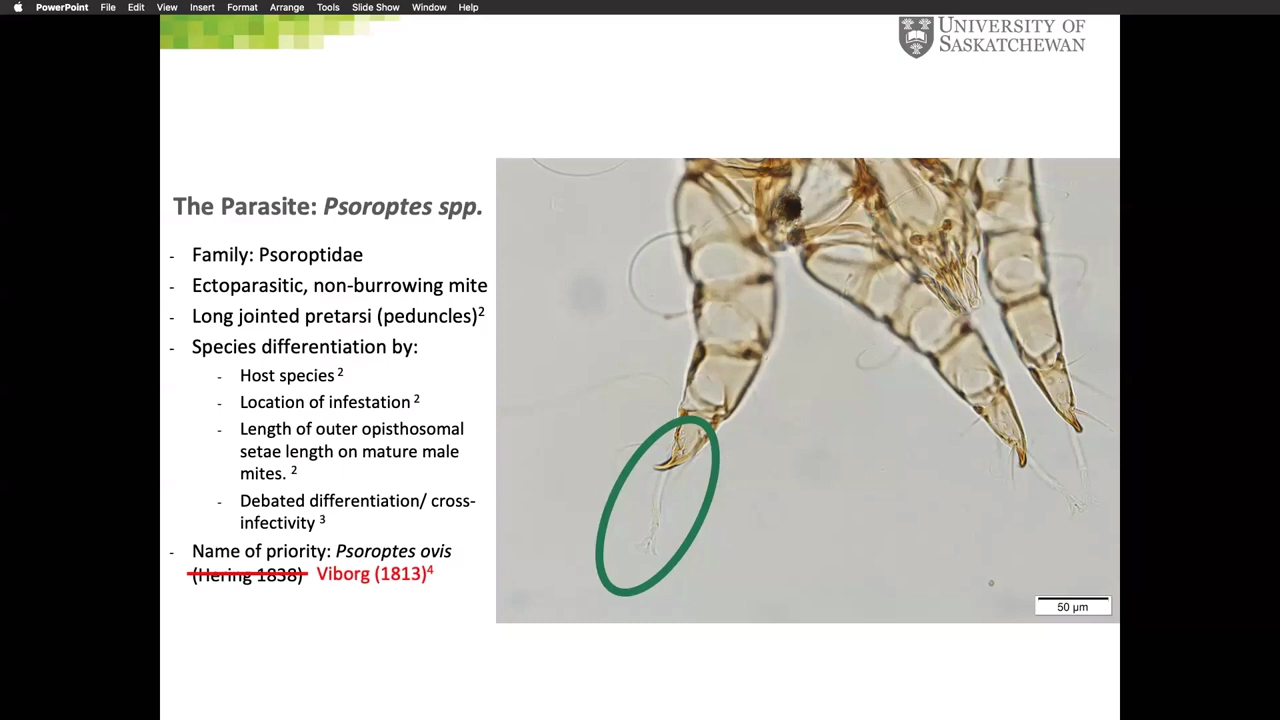 PowerPoint File Edit View Insert Format Arrange Tools Slide Show Window Help
UNIVERSITY OF
SASKATCHEWAN
The Parasite: Psoroptes spp.
- Family: Psoroptidae
- Ectoparasitic, non-burrowing mite
- Long jointed pretarsi (peduncles)2
- Species differentiation by:
- Host species 2
- Location of infestation 2
- Length of outer opisthosomal
setae length on mature male
mites. 2
- Debated differentiation/ cross-
infectivity 3
- Name of priority: Psoroptes ovis
(Hering 1838) Viborg (1813)4
50 µm